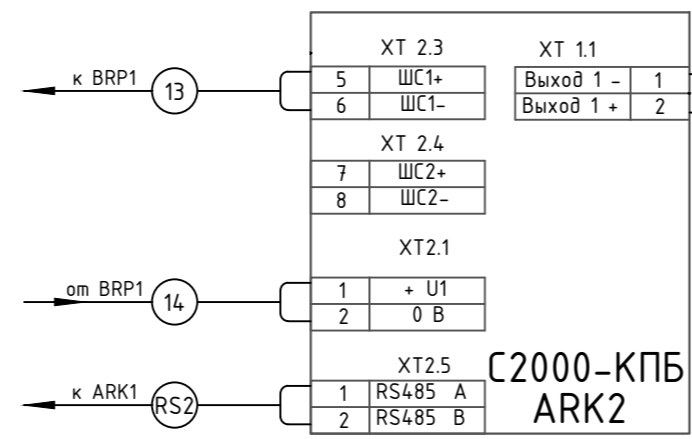 XT 2.3
XT 1.1
к BRP1
13
5 ШС1+
6 ШС1-
Выход 1 - 1
Выход 1 + 2
XT 2.4
7 ШС2+
8 ШС2-
XT2.1
от BRP1
14
1 + U1
2 0 В
XT2.5
к ARK1
RS2
1 RS485 A
2 RS485 B
С2000-КПБ
ARK2